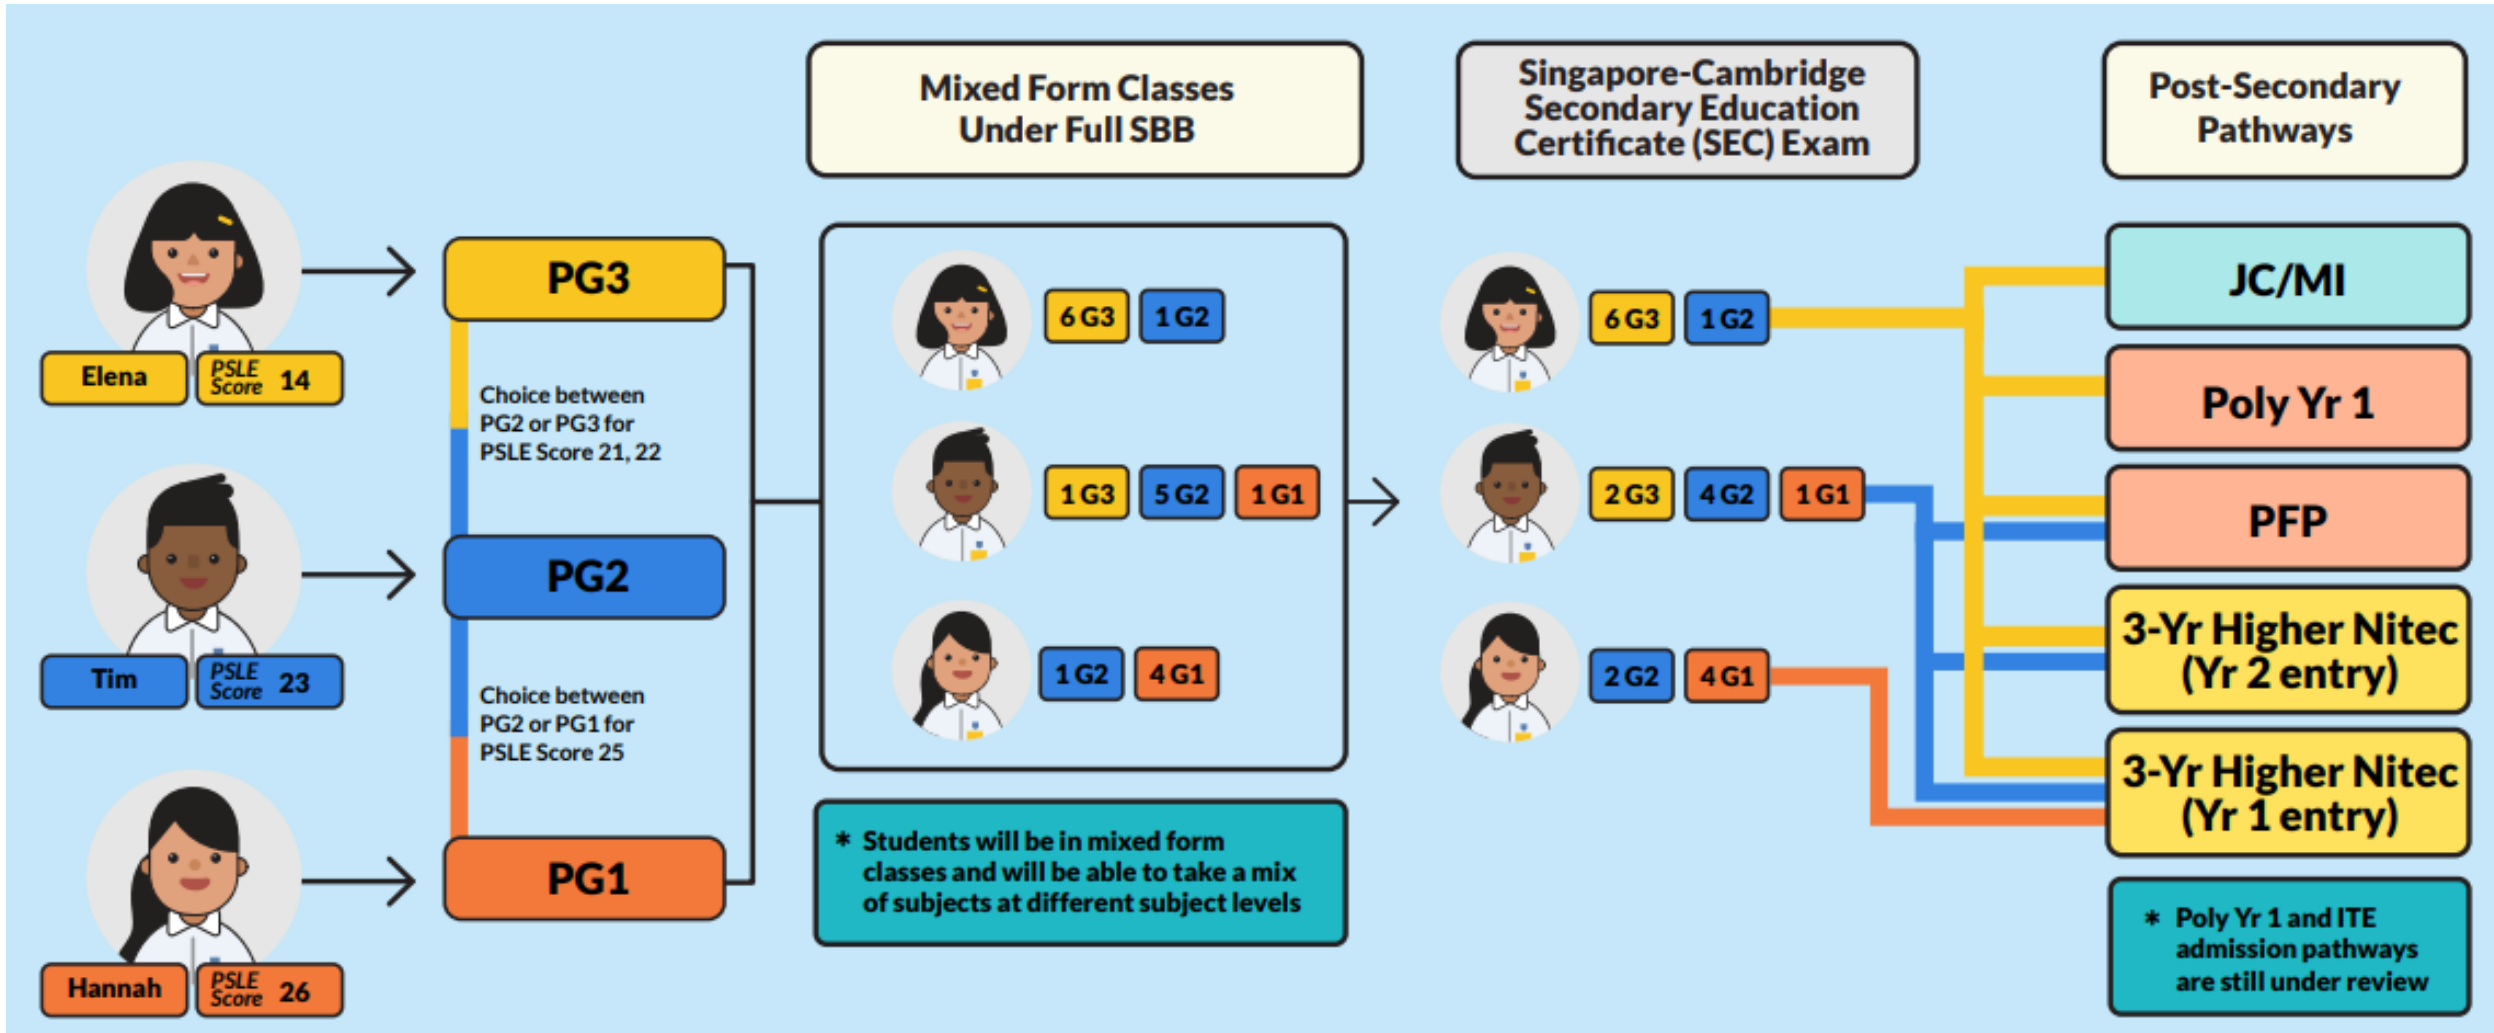 Mixed Form Classes
Under Full SBB
Singapore-Cambridge
Secondary Education
Certificate (SEC) Exam
Post-Secondary
Pathways
Elena
PSLE
Score 14
Tim
PSLE
Score 23
Hannah
PSLE
Score 26
PG3
Choice between
PG2 or PG3 for
PSLE Score 21, 22
PG2
Choice between
PG2 or PG1 for
PSLE Score 25
PG1
6 G3 1 G2
1 G3 5 G2 1 G1
1 G2 4 G1
* Students will be in mixed form
classes and will be able to take a mix
of subjects at different subject levels
6 G3 1 G2
2 G3 4 G2 1 G1
2 G2 4 G1
JC/MI
Poly Yr 1
PFP
3-Yr Higher Nitec
(Yr 2 entry)
3-Yr Higher Nitec
(Yr 1 entry)
* Poly Yr 1 and ITE
admission pathways
are still under review